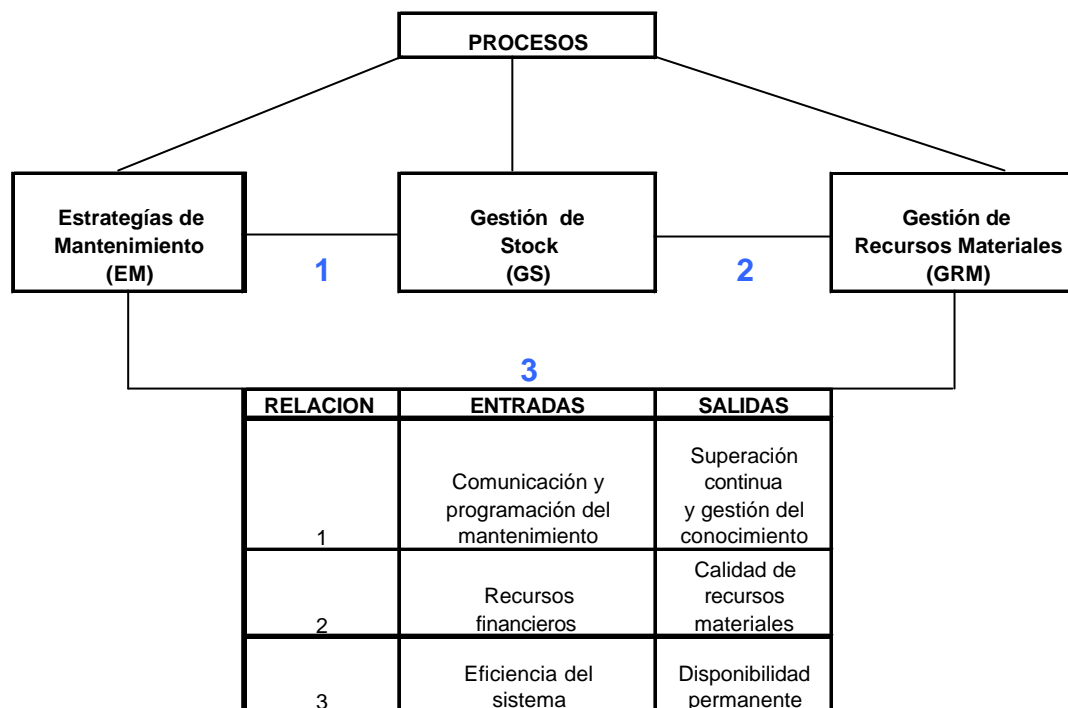 PROCESOS
Estrategías de
Mantenimiento
(EM)
Gestión de
Stock
(GS)
Gestión de
Recursos Materiales
(GRM)
1
2
3
RELACION ENTRADAS SALIDAS
1
Comunicación y
programación del
mantenimiento
Superación
continua
y gestión del
conocimiento
2
Recursos
financieros
Calidad de
recursos
materiales
3
Eficiencia del
sistema
Disponibilidad
permanente